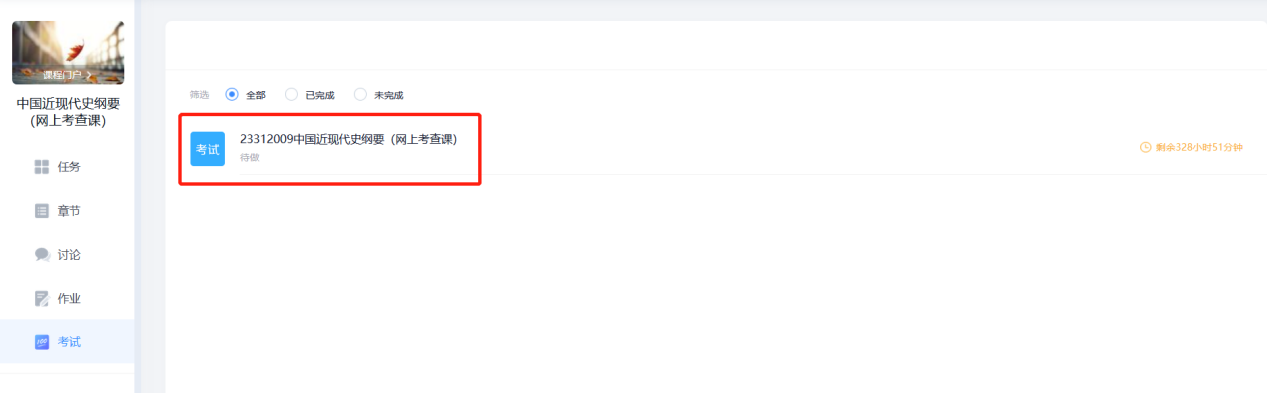 课程门户 >
中国近现代史纲要
(网上考查课)
任务
章节
讨论
作业
考试
筛选 全部 已完成 未完成
考试
23312009中国近现代史纲要（网上考查课）
待做
剩余328小时51分钟